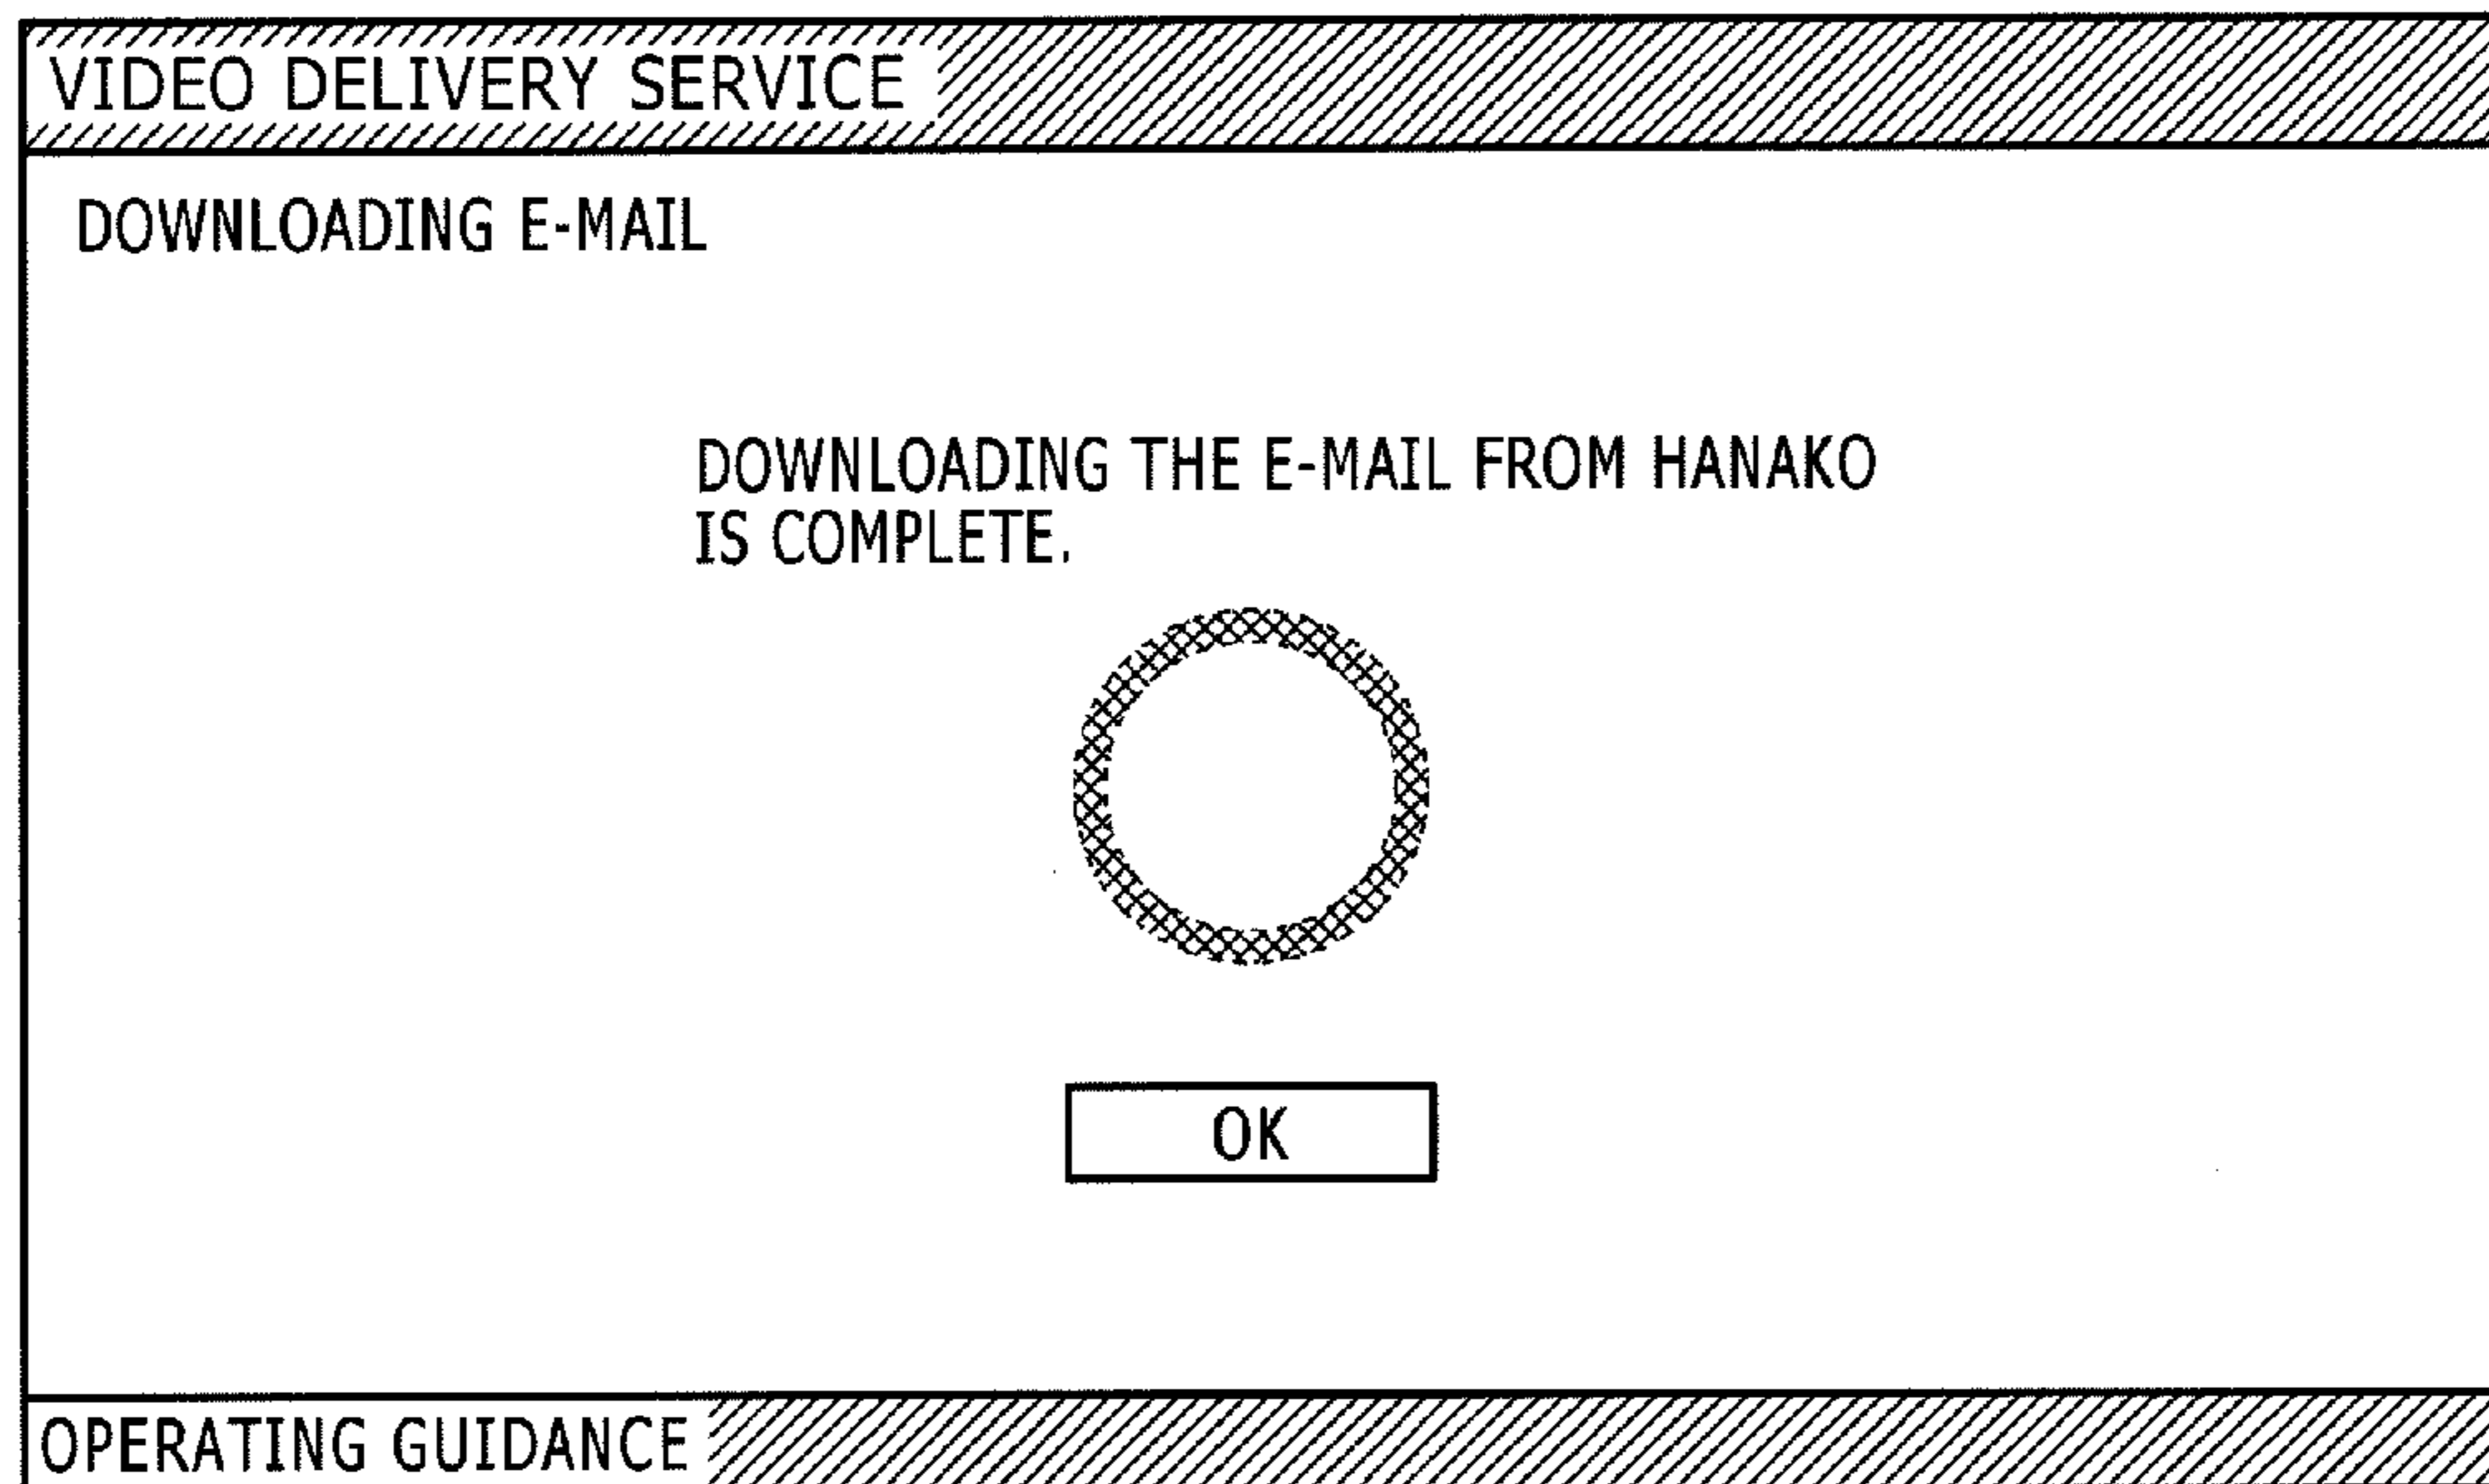 VIDEO DELIVERY SERVICE
DOWNLOADING E-MAIL
DOWNLOADING THE E-MAIL FROM HANAKO
IS COMPLETE.
OK
OPERATING GUIDANCE